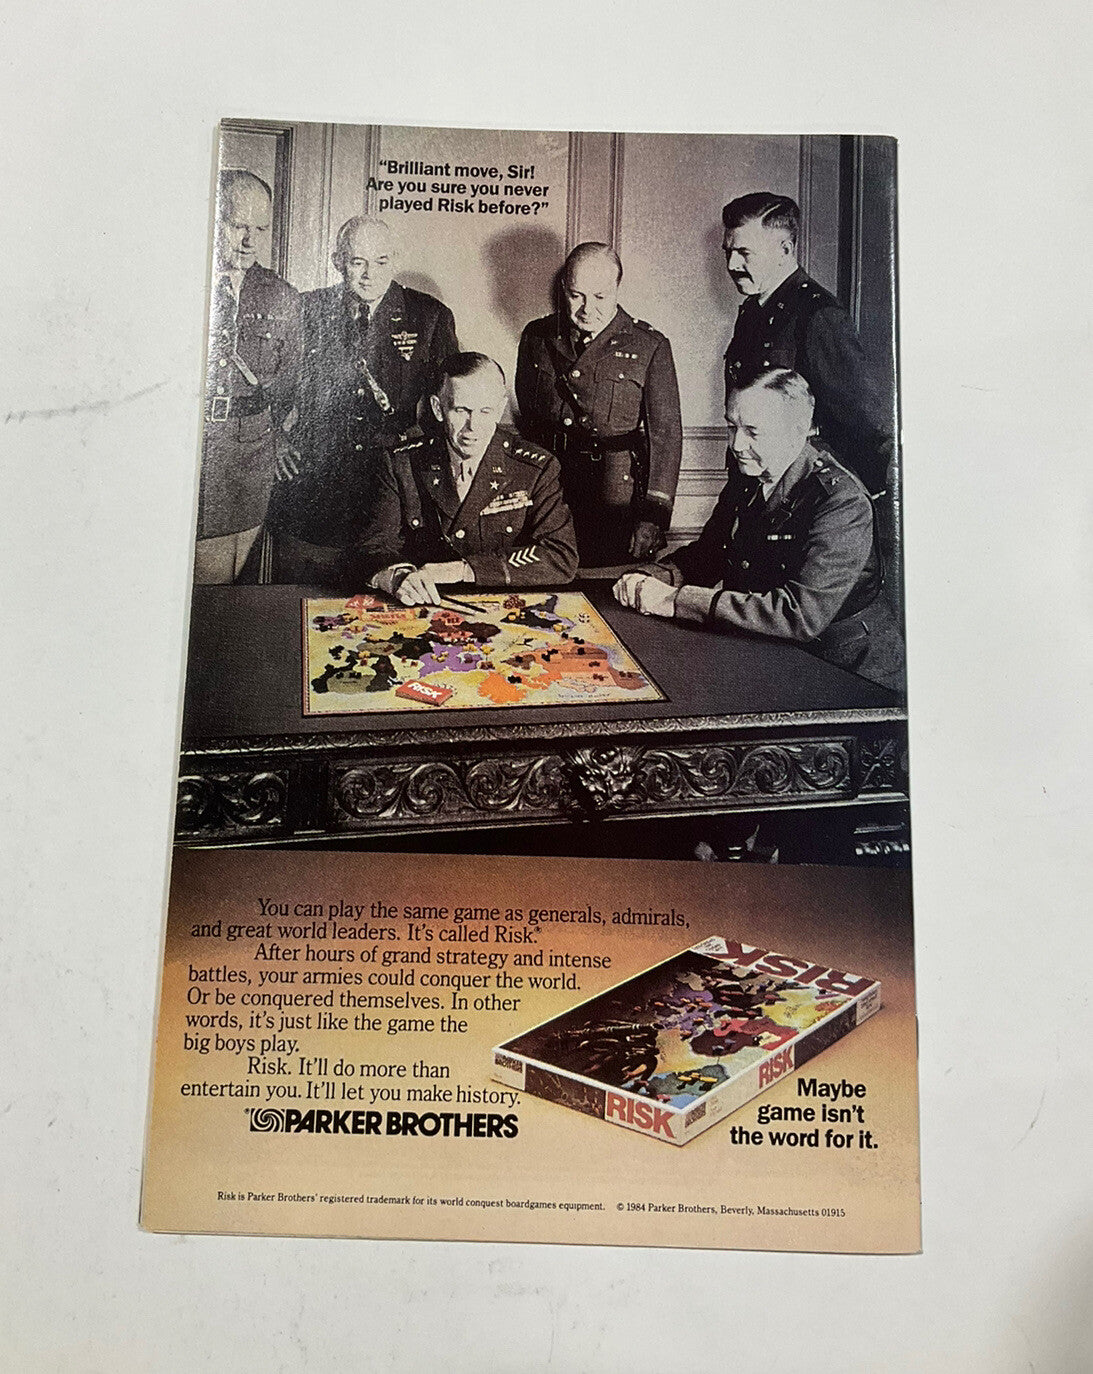 “Brilliant move, Sir!
Are you sure you never
played Risk before?”
RISK
You can play the same game as generals, admirals,
and great world leaders. It's called Risk.®
After hours of grand strategy and intense
battles, your armies could conquer the world.
Or be conquered themselves. In other
words, it's just like the game the
big boys play.
Risk. It'll do more than
entertain you. It'll let you make history.
PARKER BROTHERS
RISK
RISK
RISK
Maybe
game isn't
the word for it.
Risk is Parker Brothers' registered trademark for its world conquest boardgames equipment. © 1984 Parker Brothers, Beverly, Massachusetts 01915